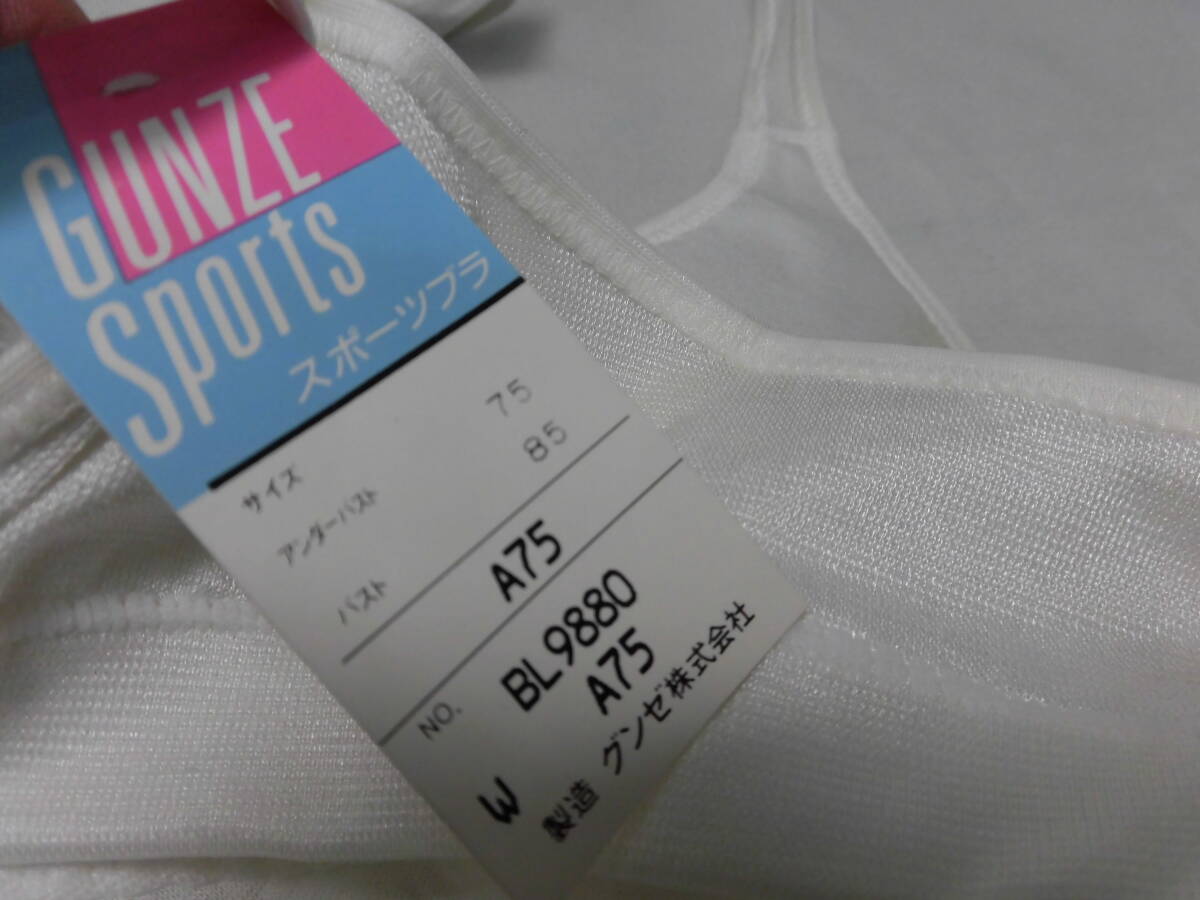 GUNZE
Sports
スポーツブラ
サイズ
アンダーバスト 75
バスト 85
A75
NO. BL9880
A75
W
製造 グンゼ株式会社